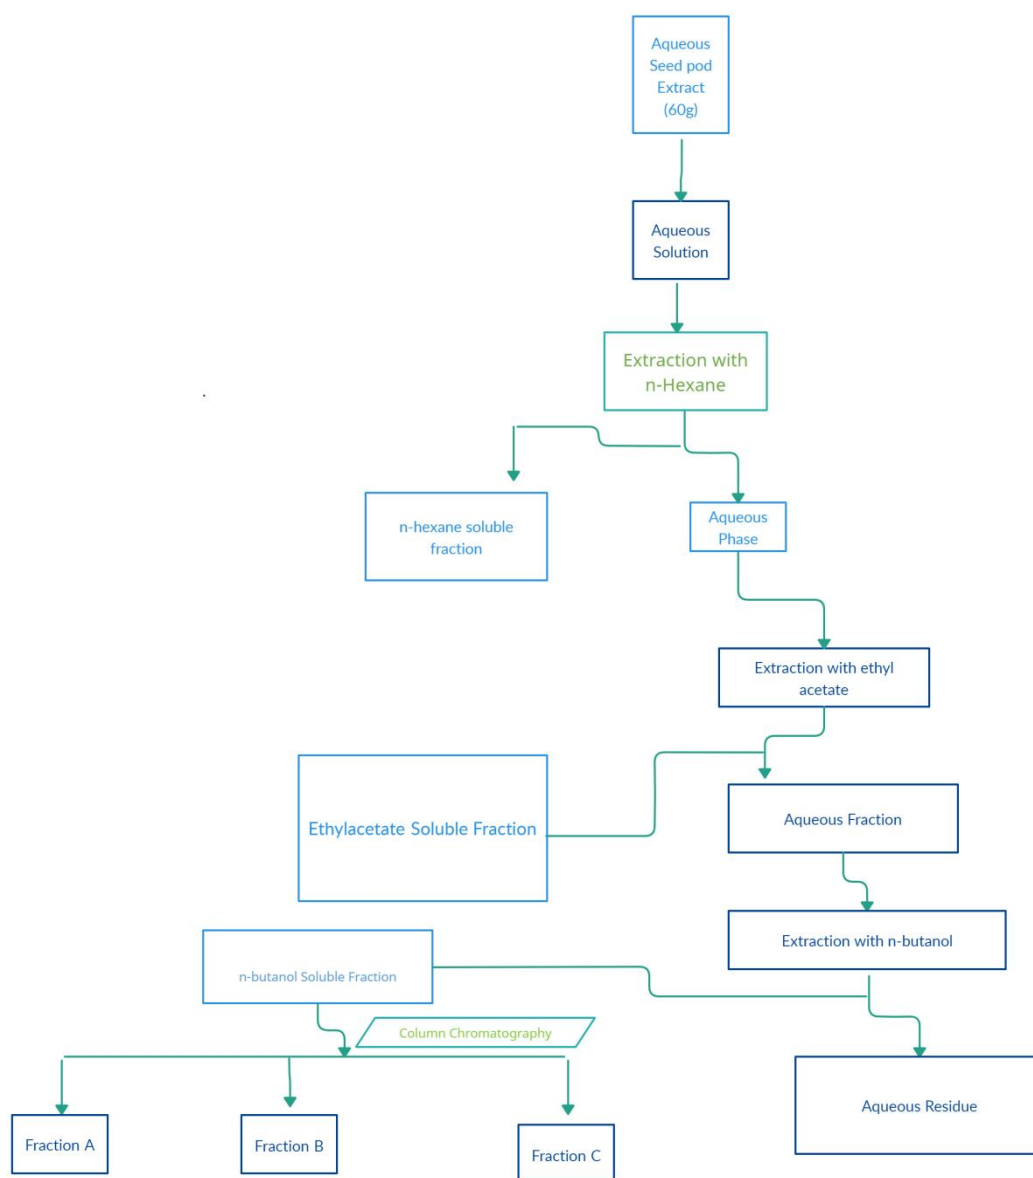 Aqueous
Seed pod
Extract
(60g)
Aqueous
Solution
Extraction with
n-Hexane
n-hexane soluble
fraction
Aqueous
Phase
Extraction with ethyl
acetate
Ethylacetate Soluble Fraction
Aqueous Fraction
Extraction with n-butanol
n-butanol Soluble Fraction
Column Chromatography
Aqueous Residue
Fraction A
Fraction B
Fraction C